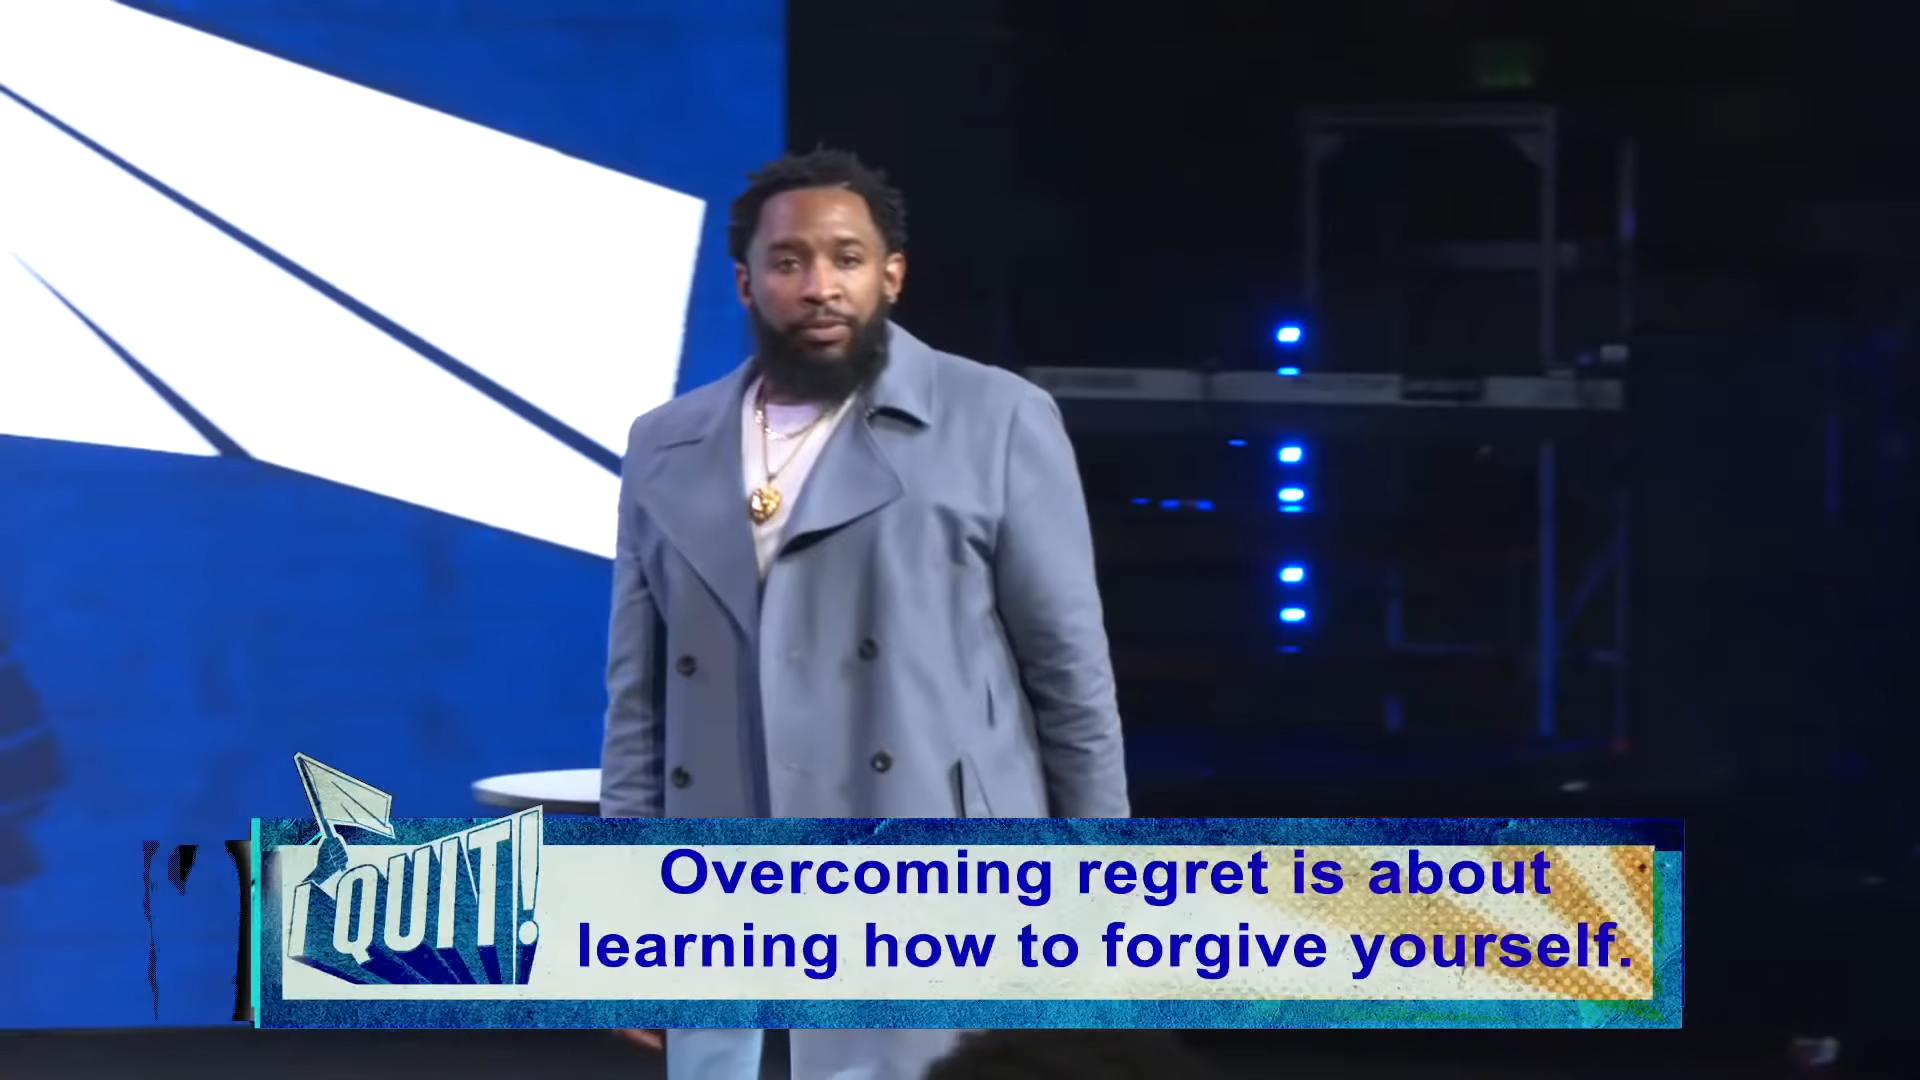 I QUIT!
Overcoming regret is about
learning how to forgive yourself.